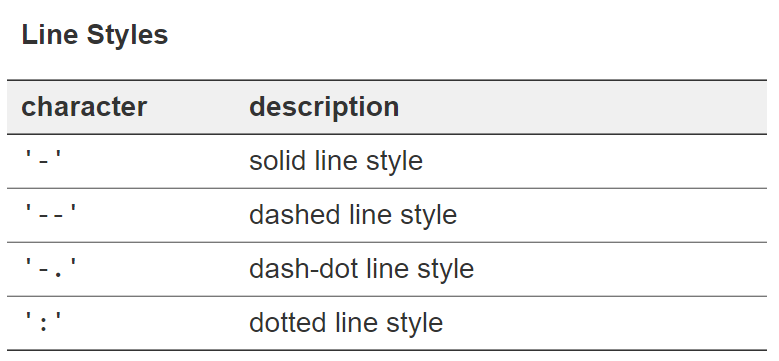 Line Styles
character description
'-' solid line style
'--' dashed line style
'-.' dash-dot line style
':' dotted line style